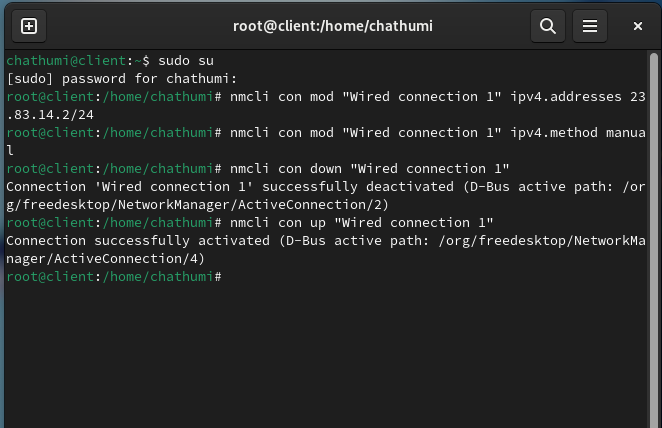 root@client:/home/chathumi
chathumi@client:~$ sudo su
[sudo] password for chathumi:
root@client:/home/chathumi# nmcli con mod "Wired connection 1" ipv4.addresses 23
.83.14.2/24
root@client:/home/chathumi# nmcli con mod "Wired connection 1" ipv4.method manua
l
root@client:/home/chathumi# nmcli con down "Wired connection 1"
Connection 'Wired connection 1' successfully deactivated (D-Bus active path: /or
g/freedesktop/NetworkManager/ActiveConnection/2)
root@client:/home/chathumi# nmcli con up "Wired connection 1"
Connection successfully activated (D-Bus active path: /org/freedesktop/NetworkMa
nager/ActiveConnection/4)
root@client:/home/chathumi#